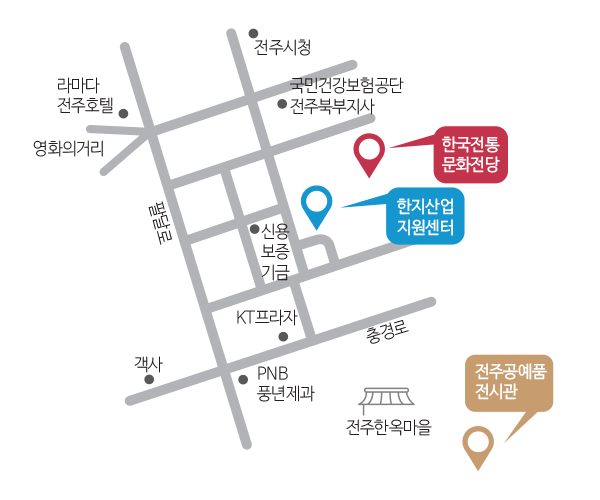 전주시청
라마다
전주호텔
국민건강보험공단
전주북부지사
영화의거리
한국전통
문화전당
한지산업
지원센터
팔달로
신용
보증
기금
KT프라자
충경로
객사
PNB
풍년제과
전주공예품
전시관
전주한옥마을